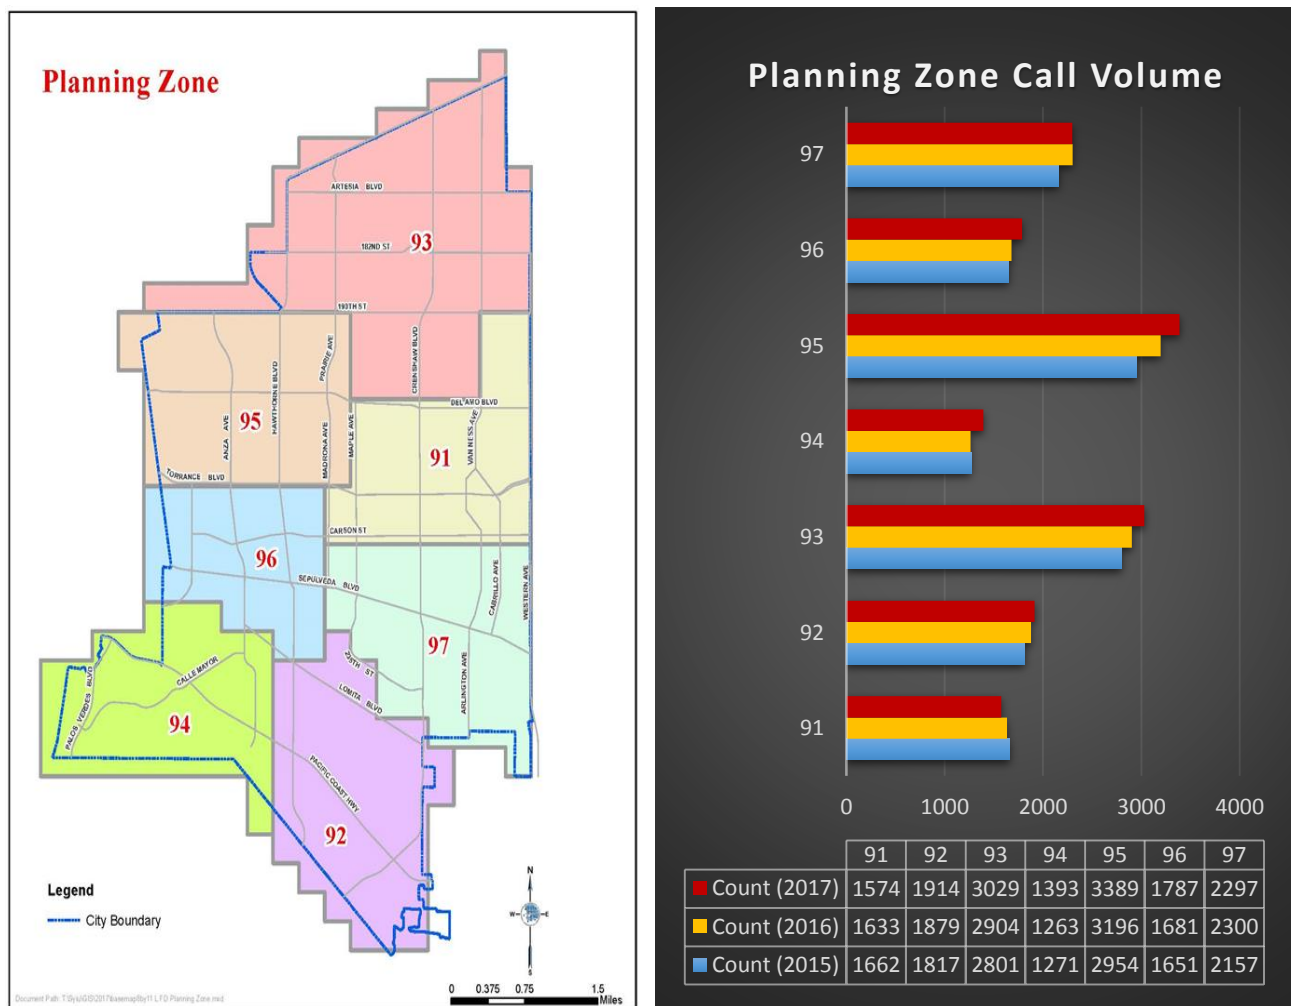 Planning Zone
ARTESIA BLVD
182ND ST
93
190TH ST
CRENSHAW BLVD
PRAIRIE AVE
HAWTHORNE BLVD
ANZA AVE
95
DEL AMO BLVD
VAN NESS AVE
MAPLE AVE
MADRONA AVE
91
TORRANCE BLVD
CARSON ST
96
SEPULVEDA BLVD
CABRILLO AVE
WESTERN AVE
97
235TH ST
ARLINGTON AVE
CALLE MAYOR
LOMITA BLVD
PALOS VERDES BLVD
94
PACIFIC COAST HWY
92
Legend
City Boundary
N
W E
S
0 0.375 0.75 1.5
Miles
Planning Zone Call Volume
97
96
95
94
93
92
91
0 1000 2000 3000 4000
91 92 93 94 95 96 97
Count (2017) 1574 1914 3029 1393 3389 1787 2297
Count (2016) 1633 1879 2904 1263 3196 1681 2300
Count (2015) 1662 1817 2801 1271 2954 1651 2157